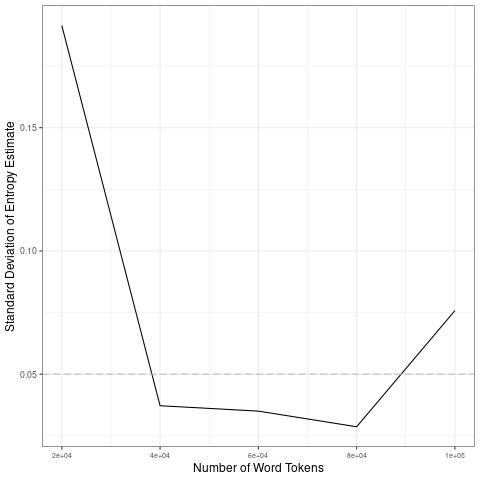 Standard Deviation of Entropy Estimate
0.15
0.10
0.05
2e+04
4e+04
6e+04
8e+04
1e+05
Number of Word Tokens